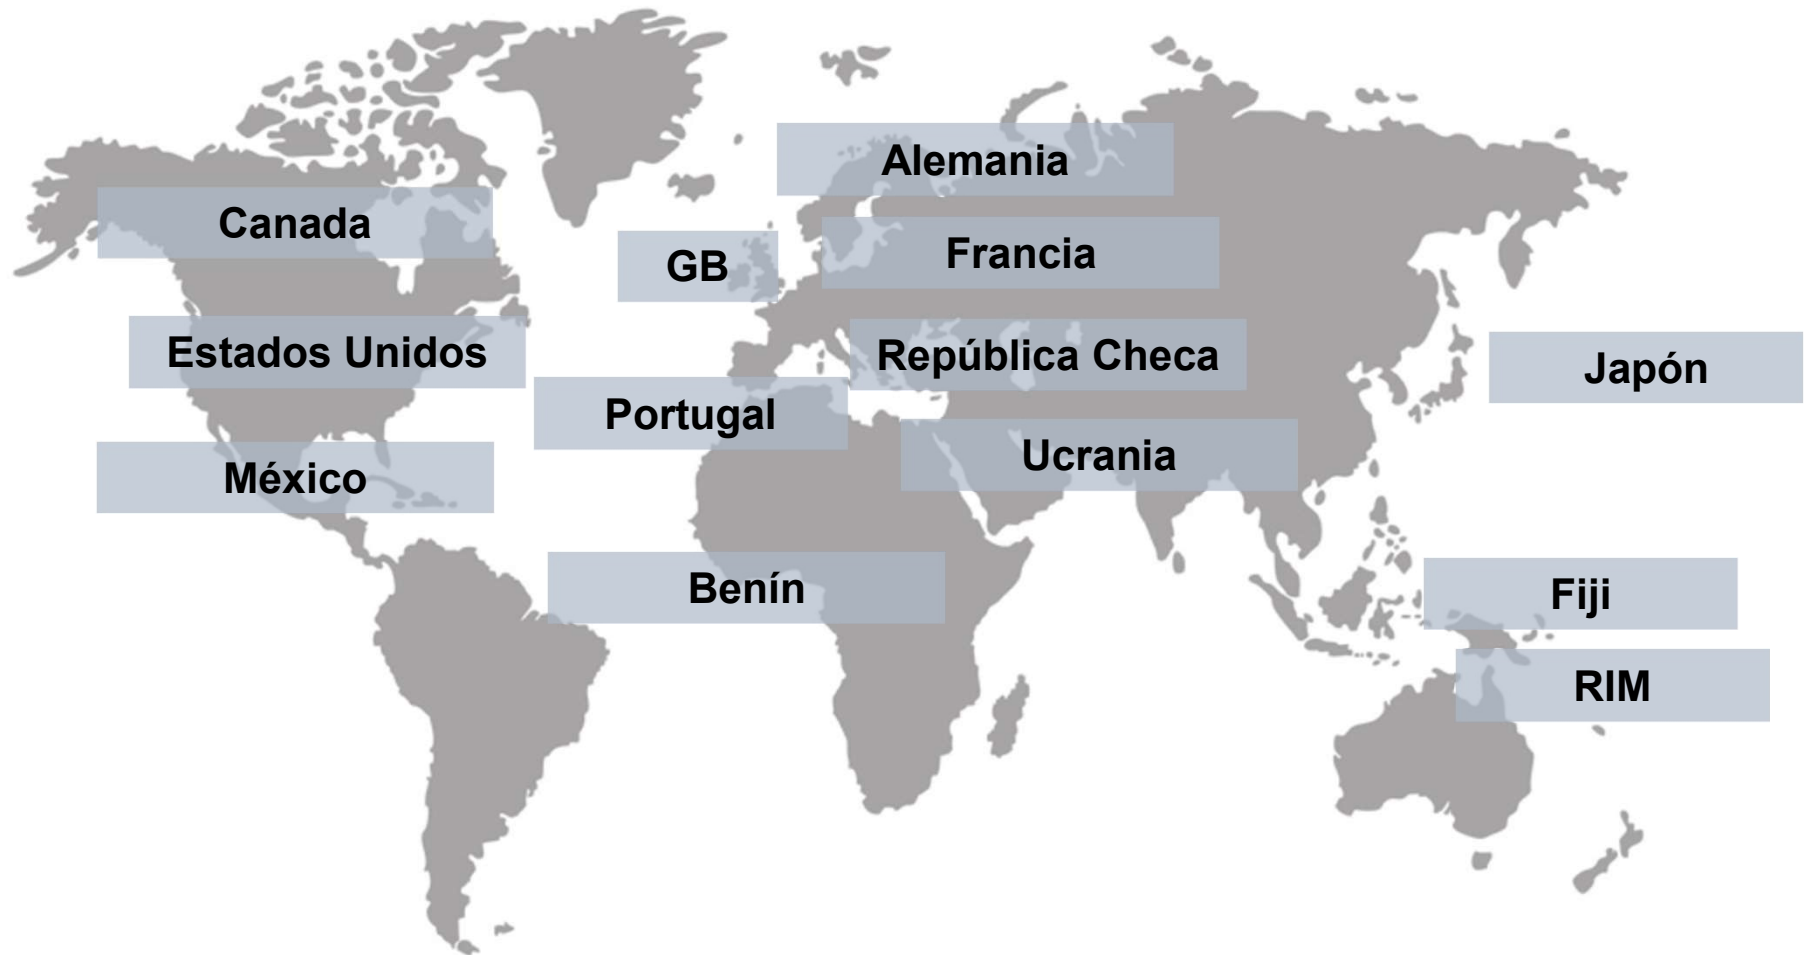 Alemania
Canada
Francia
GB
Estados Unidos
República Checa
Japón
Portugal
Ucrania
México
Benín
Fiji
RIM